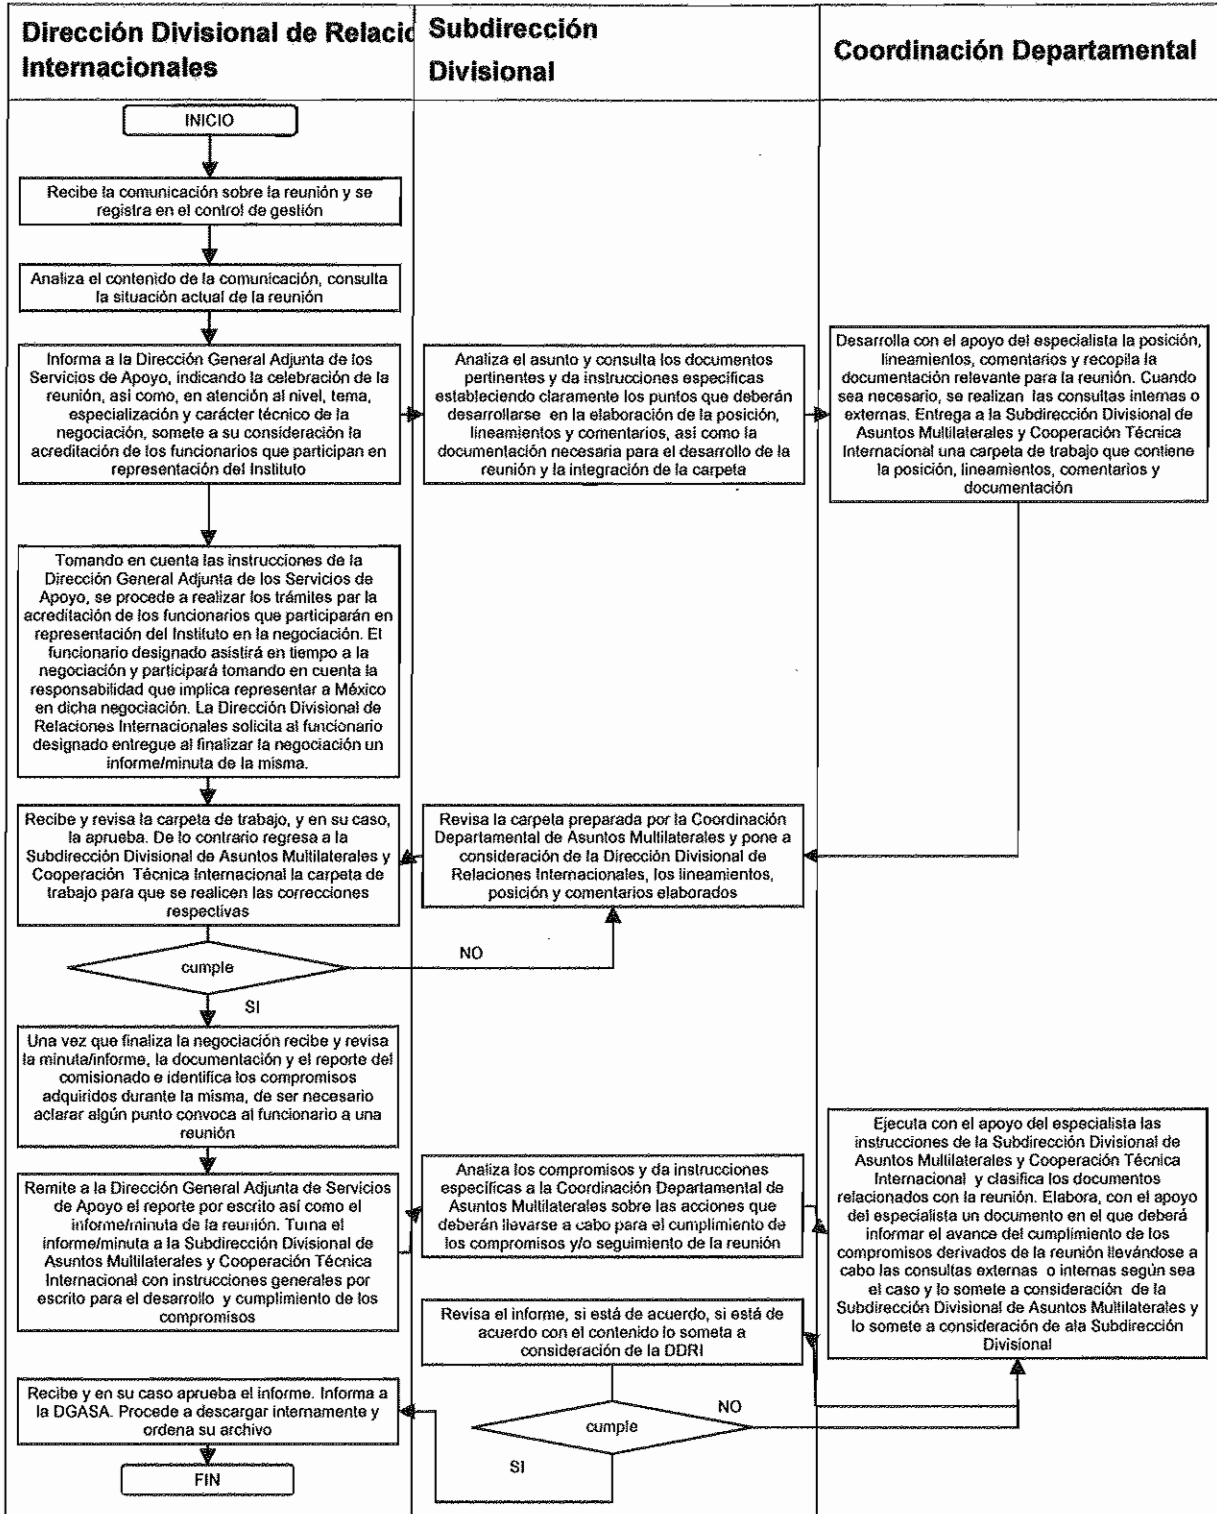 Dirección Divisional de Relacio
Internacionales
Subdirección
Divisional
Coordinación Departamental
INICIO
Recibe la comunicación sobre la reunión y se
registra en el control de gestión
Analiza el contenido de la comunicación, consulta
la situación actual de la reunión
Informa a la Dirección General Adjunta de los
Servicios de Apoyo, indicando la celebración de la
reunión, así como, en atención al nivel, tema,
especialización y carácter técnico de la
negociación, somete a su consideración la
acreditación de los funcionarios que participan en
representación del Instituto
Analiza el asunto y consulta los documentos
pertinentes y da instrucciones específicas
estableciendo claramente los puntos que deberán
desarrollarse en la elaboración de la posición,
lineamientos y comentarios, así como la
documentación necesaria para el desarrollo de la
reunión y la integración de la carpeta
Desarrolla con el apoyo del especialista la posición,
lineamientos, comentarios y recopila la
documentación relevante para la reunión. Cuando
sea necesario, se realizan las consultas internas o
externas. Entrega a la Subdirección Divisional de
Asuntos Multilaterales y Cooperación Técnica
Internacional una carpeta de trabajo que contiene
la posición, lineamientos, comentarios y
documentación
Tomando en cuenta las instrucciones de la
Dirección General Adjunta de los Servicios de
Apoyo, se procede a realizar los trámites par la
acreditación de los funcionarios que participarán en
representación del Instituto en la negociación. El
funcionario designado asistirá en tiempo a la
negociación y participará tomando en cuenta la
responsabilidad que implica representar a México
en dicha negociación. La Dirección Divisional de
Relaciones Internacionales solicita al funcionario
designado entregue al finalizar la negociación un
informe/minuta de la misma.
Recibe y revisa la carpeta de trabajo, y en su caso,
la aprueba. De lo contrario regresa a la
Subdirección Divisional de Asuntos Multilaterales y
Cooperación Técnica Internacional la carpeta de
trabajo para que se realicen las correcciones
respectivas
Revisa la carpeta preparada por la Coordinación
Departamental de Asuntos Multilaterales y pone a
consideración de la Dirección Divisional de
Relaciones Internacionales, los lineamientos,
posición y comentarios elaborados
cumple
NO
SI
Una vez que finaliza la negociación recibe y revisa
la minuta/informe, la documentación y el reporte del
comisionado e identifica los compromisos
adquiridos durante la misma, de ser necesario
aclarar algún punto convoca al funcionario a una
reunión
Remite a la Dirección General Adjunta de Servicios
de Apoyo el reporte por escrito así como el
informe/minuta de la reunión. Turna el
informe/minuta a la Subdirección Divisional de
Asuntos Multilaterales y Cooperación Técnica
Internacional con instrucciones generales por
escrito para el desarrollo y cumplimiento de los
compromisos
Analiza los compromisos y da instrucciones
específicas a la Coordinación Departamental de
Asuntos Multilaterales sobre las acciones que
deberán llevarse a cabo para el cumplimiento de
los compromisos y/o seguimiento de la reunión
Ejecuta con el apoyo del especialista las
instrucciones de la Subdirección Divisional de
Asuntos Multilaterales y Cooperación Técnica
Internacional y clasifica los documentos
relacionados con la reunión. Elabora, con el apoyo
del especialista un documento en el que deberá
informar el avance del cumplimiento de los
compromisos derivados de la reunión llevándose a
cabo las consultas externas o internas según sea
el caso y lo somete a consideración de la
Subdirección Divisional de Asuntos Multilaterales y
lo somete a consideración de ala Subdirección
Divisional
Revisa el informe, si está de acuerdo, si está de
acuerdo con el contenido lo someta a
consideración de la DDRI
Recibe y en su caso aprueba el informe. Informa a
la DGASA. Procede a descargar internamente y
ordena su archivo
cumple
NO
SI
FIN